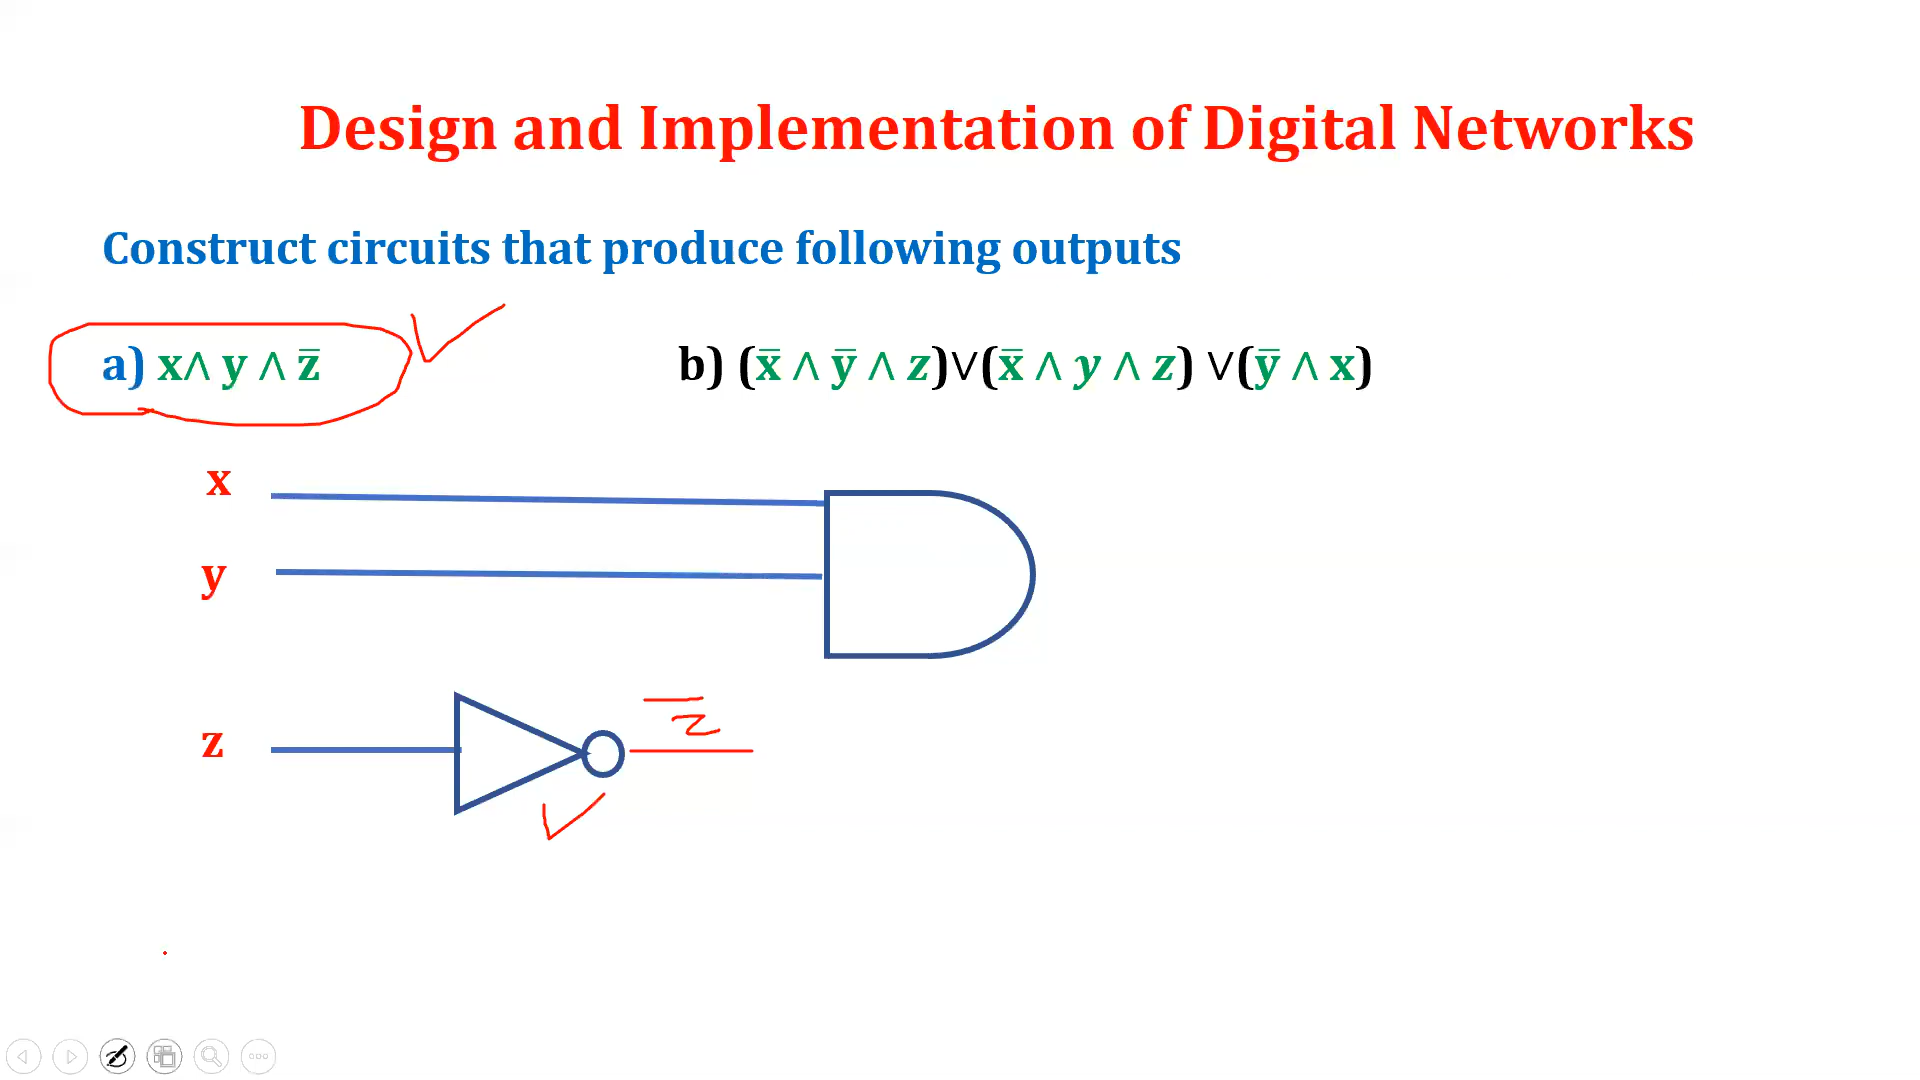 Design and Implementation of Digital Networks
Construct circuits that produce following outputs
a) x∧ y ∧ z̅
b) (x̅ ∧ y̅ ∧ z)∨(x̅ ∧ y ∧ z) ∨(y̅ ∧ x)
x
y
z̅
z